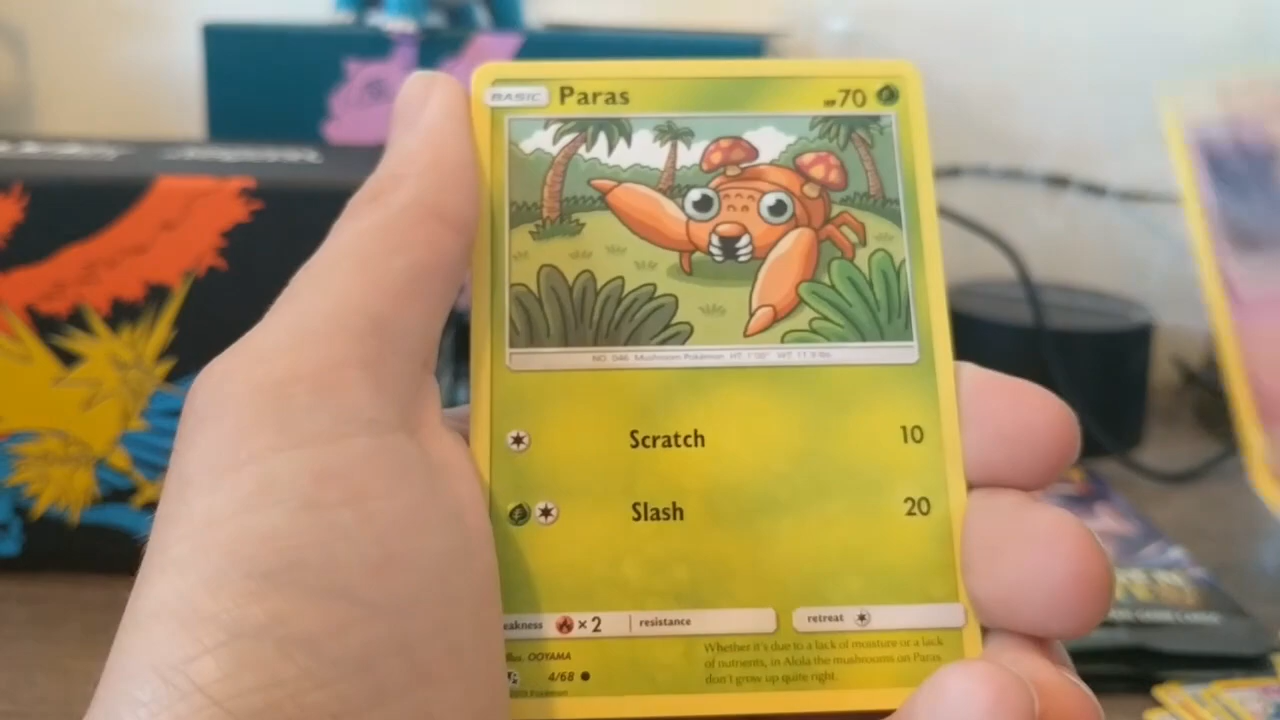 BASIC Paras HP 70
NO. 046 Mushroom Pokémon HT: 1'00" WT: 11.9 lbs
Scratch 10
Slash 20
eakness ×2 resistance retreat
Illus. OOYAMA
4/68
Whether it's due to a lack of moisture or a lack
of nutrients, in Alola the mushrooms on Paras
don't grow up quite right.